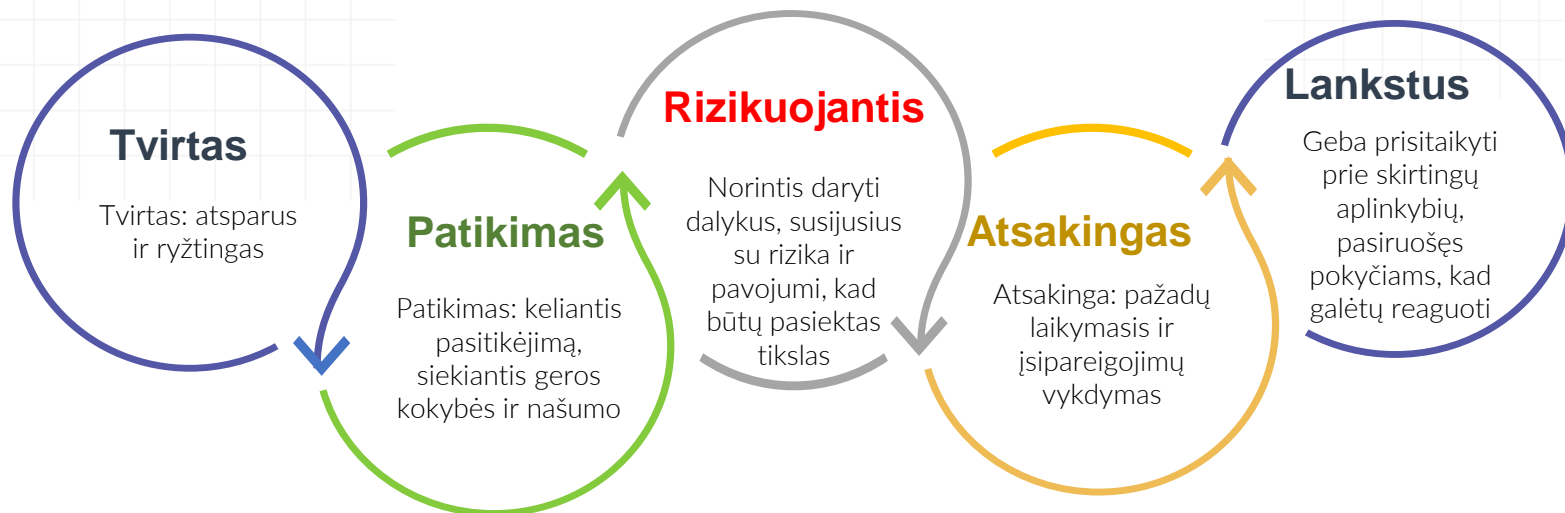 Tvirtas
Tvirtas: atsparus
ir ryžtingas
Patikimas
Patikimas: keliantis
pasitikėjimą,
siekiantis geros
kokybės ir našumo
Rizikuojantis
Norintis daryti
dalykus, susijusius
su rizika ir
pavojumi, kad
būtų pasiektas
tikslas
Atsakingas
Atsakinga: pažadų
laikymasis ir
įsipareigojimų
vykdymas
Lankstus
Geba prisitaikyti
prie skirtingų
aplinkybių,
pasiruošęs
pokyčiams, kad
galėtų reaguoti